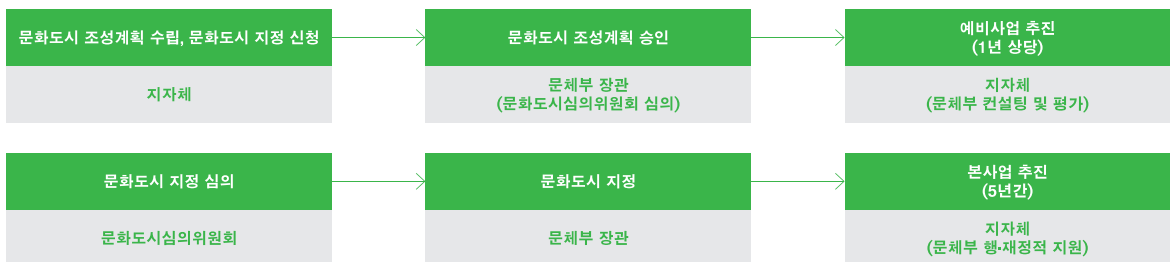 문화도시 조성계획 수립, 문화도시 지정 신청
지자체
문화도시 조성계획 승인
문체부 장관
(문화도시심의위원회 심의)
예비사업 추진
(1년 상당)
지자체
(문체부 컨설팅 및 평가)
문화도시 지정 심의
문화도시심의위원회
문화도시 지정
문체부 장관
본사업 추진
(5년간)
지자체
(문체부 행·재정적 지원)